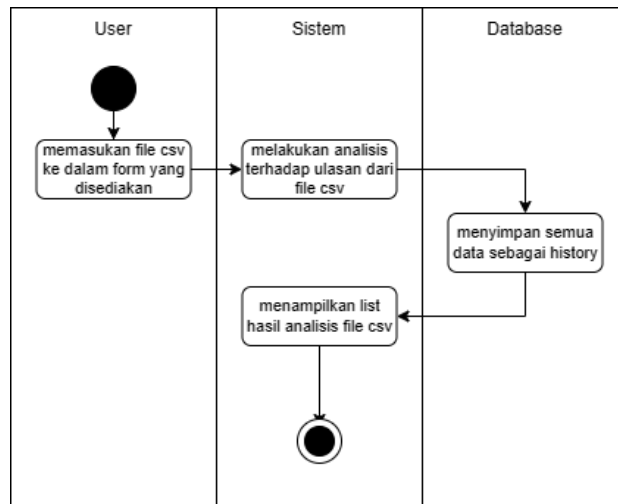 User
Sistem
Database
memasukan file csv
ke dalam form yang
disediakan
melakukan analisis
terhadap ulasan dari
file csv
menyimpan semua
data sebagai history
menampilkan list
hasil analisis file csv